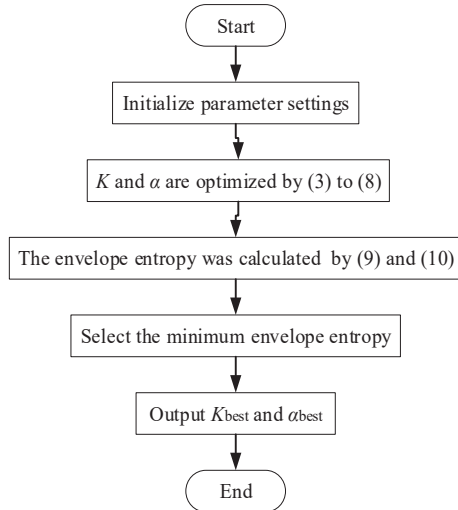 Start
Initialize parameter settings
K and α are optimized by (3) to (8)
The envelope entropy was calculated by (9) and (10)
Select the minimum envelope entropy
Output Kbest and αbest
End